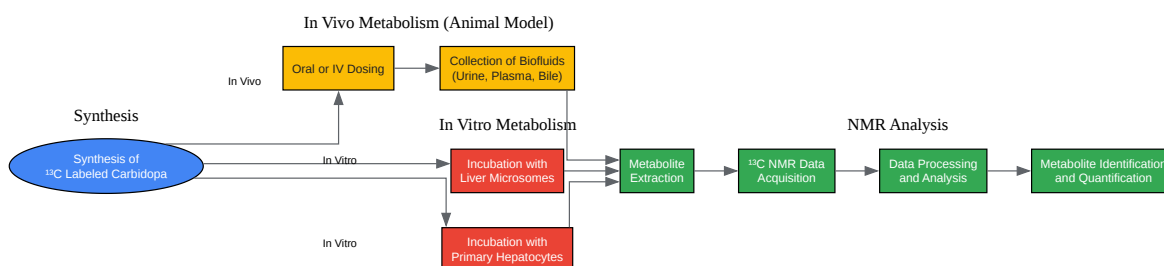 In Vivo Metabolism (Animal Model)
Oral or IV Dosing
Collection of Biofluids
(Urine, Plasma, Bile)
In Vivo
Synthesis
Synthesis of
¹³C Labeled Carbidopa
In Vitro Metabolism
In Vitro
Incubation with
Liver Microsomes
In Vitro
Incubation with
Primary Hepatocytes
NMR Analysis
Metabolite
Extraction
¹³C NMR Data
Acquisition
Data Processing
and Analysis
Metabolite Identification
and Quantification